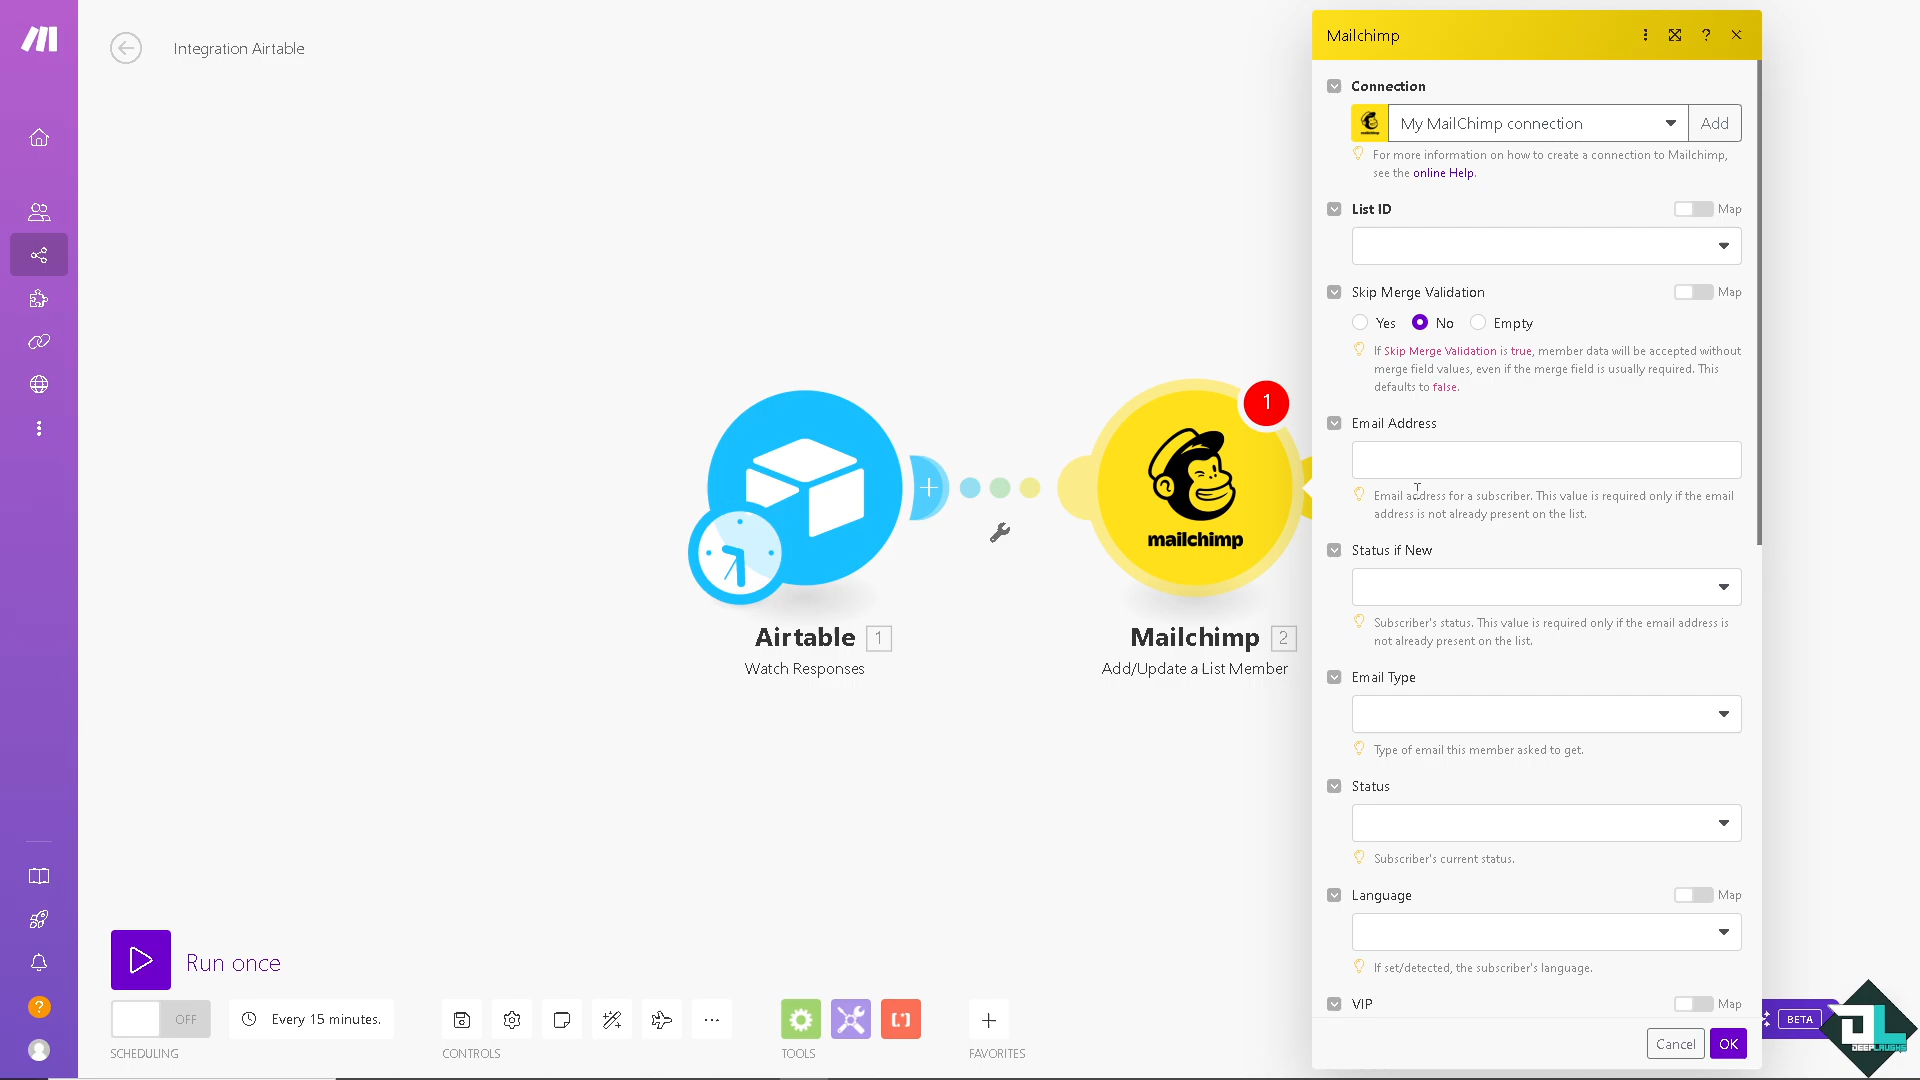 Integration Airtable
Mailchimp
?
Connection
My MailChimp connection
Add
For more information on how to create a connection to Mailchimp,
see the online Help.
List ID
Map
Skip Merge Validation
Map
Yes
No
Empty
If Skip Merge Validation is true, member data will be accepted without
merge field values, even if the merge field is usually required. This
defaults to false.
Email Address
Email address for a subscriber. This value is required only if the email
address is not already present on the list.
Status if New
Subscriber's status. This value is required only if the email address is
not already present on the list.
Email Type
Type of email this member asked to get.
Status
Subscriber's current status.
Language
Map
If set/detected, the subscriber's language.
VIP
Map
Cancel
OK
1
mailchimp
Airtable 1
Watch Responses
Mailchimp 2
Add/Update a List Member
Run once
OFF
Every 15 minutes.
SCHEDULING
CONTROLS
TOOLS
FAVORITES
?
BETA
DEEPLAUGHS